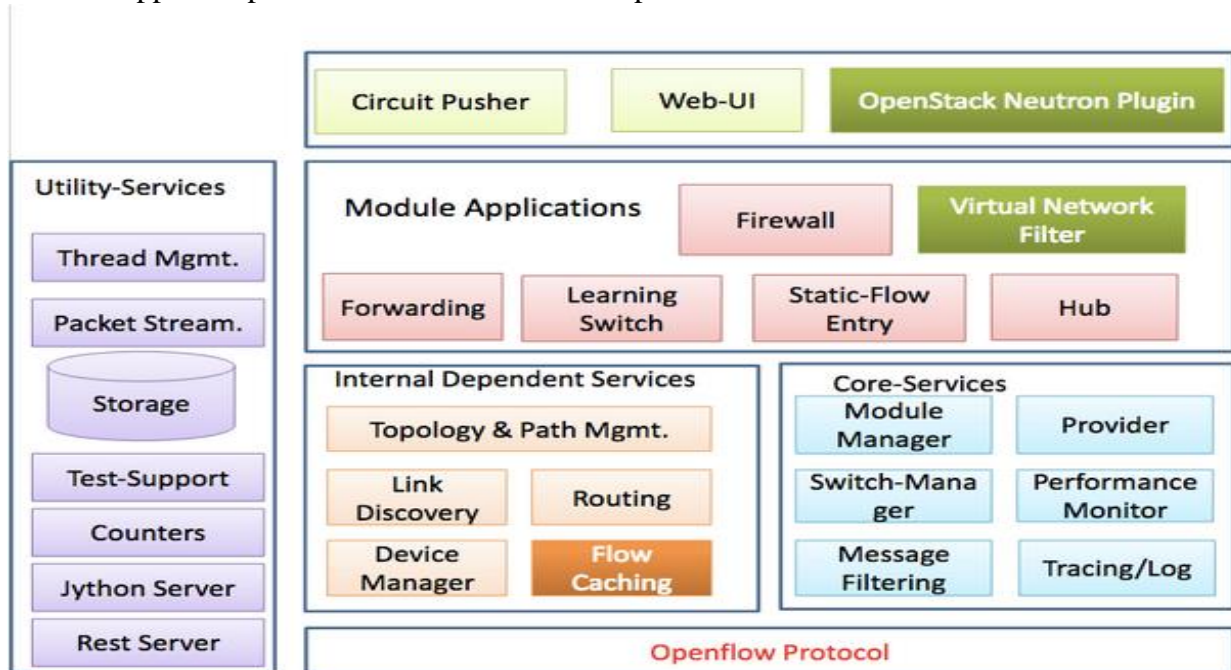 Circuit Pusher
Web-UI
OpenStack Neutron Plugin
Utility-Services
Thread Mgmt.
Packet Stream.
Storage
Test-Support
Counters
Jython Server
Rest Server
Module Applications
Firewall
Virtual Network
Filter
Forwarding
Learning
Switch
Static-Flow
Entry
Hub
Internal Dependent Services
Topology & Path Mgmt.
Link
Discovery
Routing
Device
Manager
Flow
Caching
Core-Services
Module
Manager
Provider
Switch-Mana
ger
Performance
Monitor
Message
Filtering
Tracing/Log
Openflow Protocol